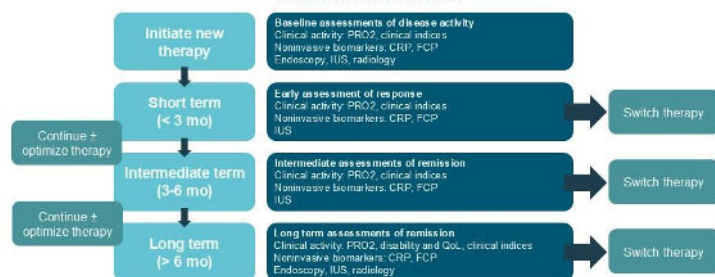 Initiate new
therapy
Baseline assessments of disease activity
Clinical activity: PRO2, clinical indices
Noninvasive biomarkers: CRP, FCP
Endoscopy, IUS, radiology
Short term
(< 3 mo)
Early assessment of response
Clinical activity: PRO2, clinical indices
Noninvasive biomarkers: CRP, FCP
IUS
Switch therapy
Continue ±
optimize therapy
Intermediate term
(3-6 mo)
Intermediate assessments of remission
Clinical activity: PRO2, clinical indices
Noninvasive biomarkers: CRP, FCP
IUS
Switch therapy
Continue ±
optimize therapy
Long term
(> 6 mo)
Long term assessments of remission
Clinical activity: PRO2, disability and QoL, clinical indices
Noninvasive biomarkers: CRP, FCP
Endoscopy, IUS, radiology
Switch therapy